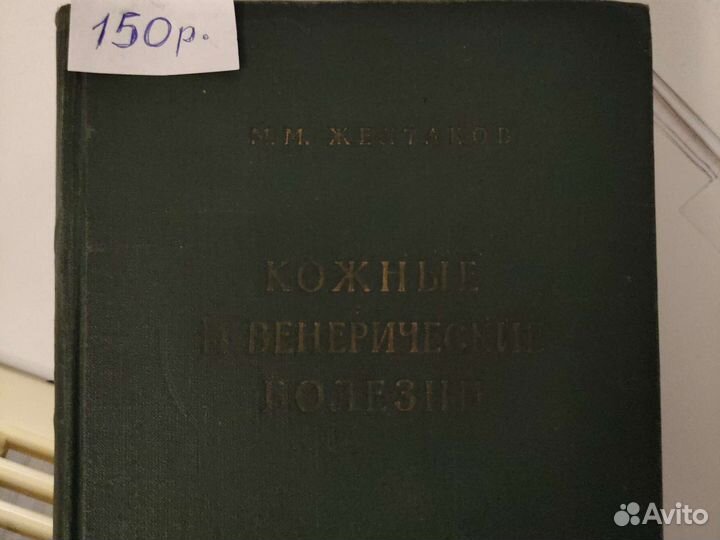 150р.
М.М. ЖЕЛТАКОВ
КОЖНЫЕ
И ВЕНЕРИЧЕСКИЕ
БОЛЕЗНИ
Avito